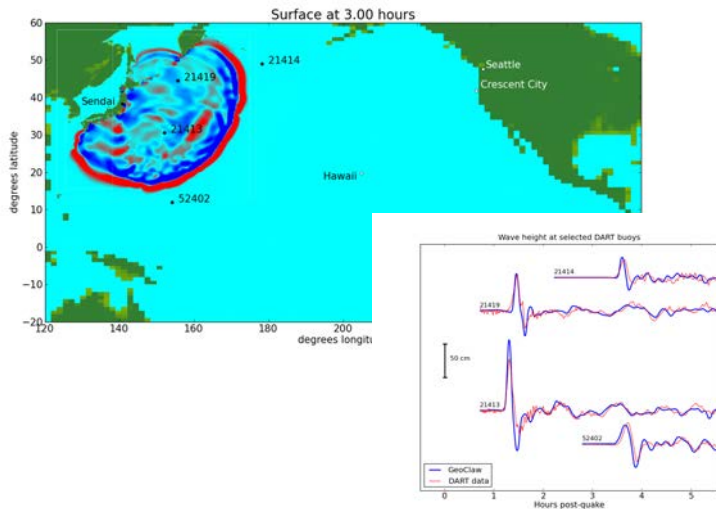 Surface at 3.00 hours
60
50
40
30
20
10
0
−10
−20
degrees latitude
21414
21419
Sendai
21413
52402
Seattle
Crescent City
Hawaii
120
140
160
180
200
Wave height at selected DART buoys
21414
21419
50 cm
21413
52402
GeoClaw
DART data
0
1
2
3
4
5
Hours post-quake